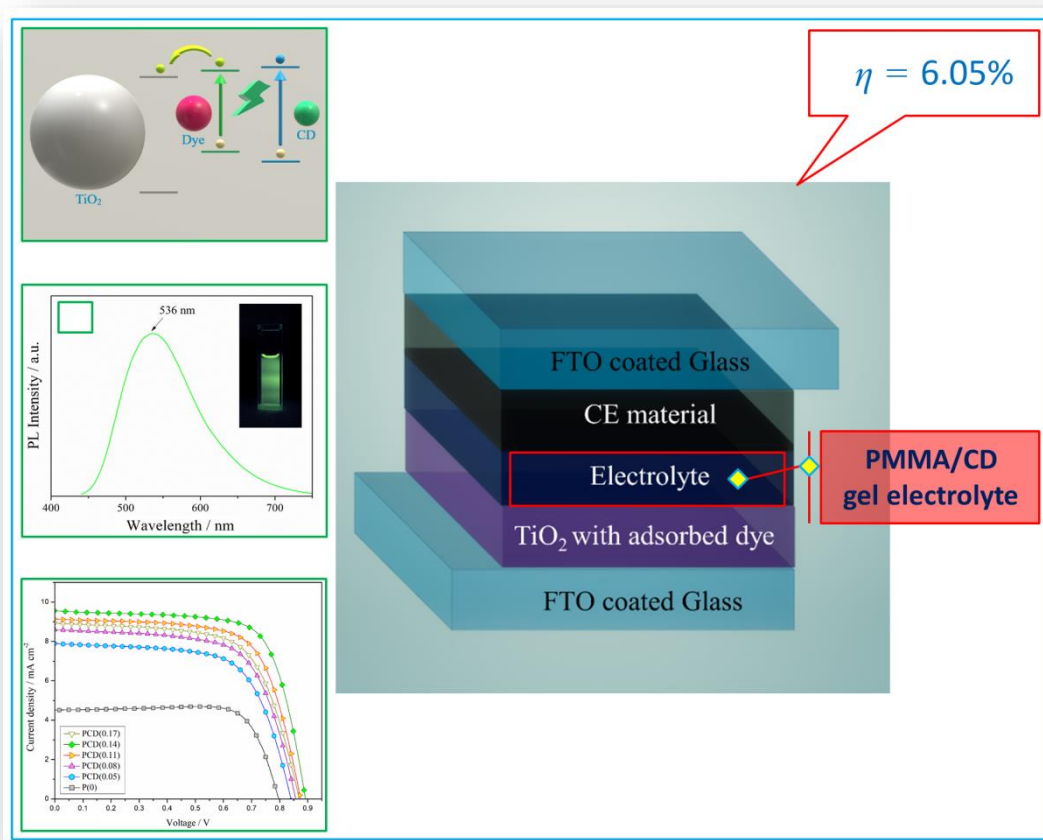 η = 6.05%
Dye
CD
TiO₂
536 nm
PL Intensity / a.u.
400 500 600 700
Wavelength / nm
FTO coated Glass
CE material
Electrolyte
TiO₂ with adsorbed dye
FTO coated Glass
PMMA/CD
gel electrolyte
10
8
6
4
2
0
Current density / mA cm⁻²
PCD(0.17)
PCD(0.14)
PCD(0.11)
PCD(0.08)
PCD(0.05)
P(0)
0.0 0.1 0.2 0.3 0.4 0.5 0.6 0.7 0.8 0.9
Voltage / V